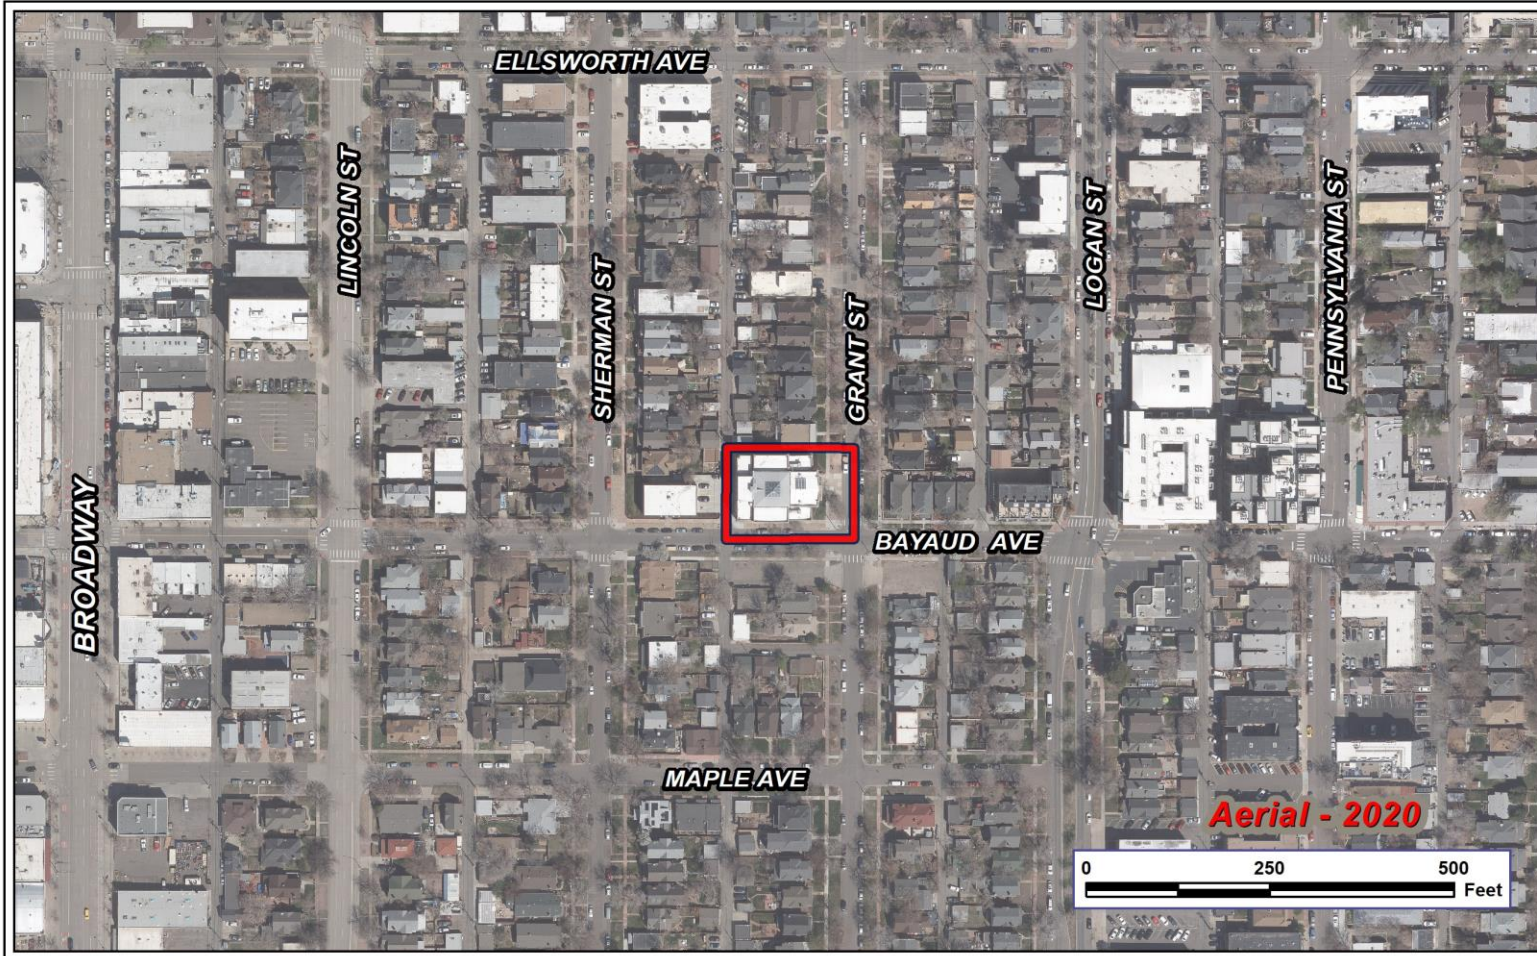 ELLSWORTH AVE
LINCOLN ST
PENNSYLVANIA ST
LOGAN ST
SHERMAN ST
GRANT ST
BROADWAY
BAYAUD AVE
MAPLE AVE
Aerial - 2020
0 250 500
Feet